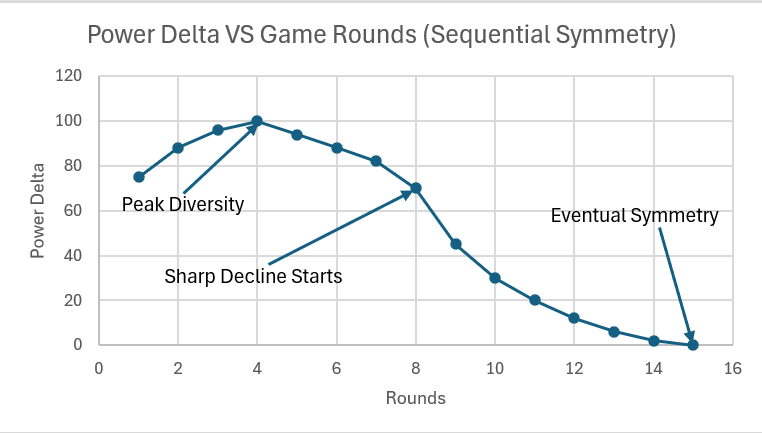 Power Delta VS Game Rounds (Sequential Symmetry)
120
100
80
60
40
20
0
Power Delta
Peak Diversity
Sharp Decline Starts
Eventual Symmetry
0 2 4 6 8 10 12 14 16
Rounds